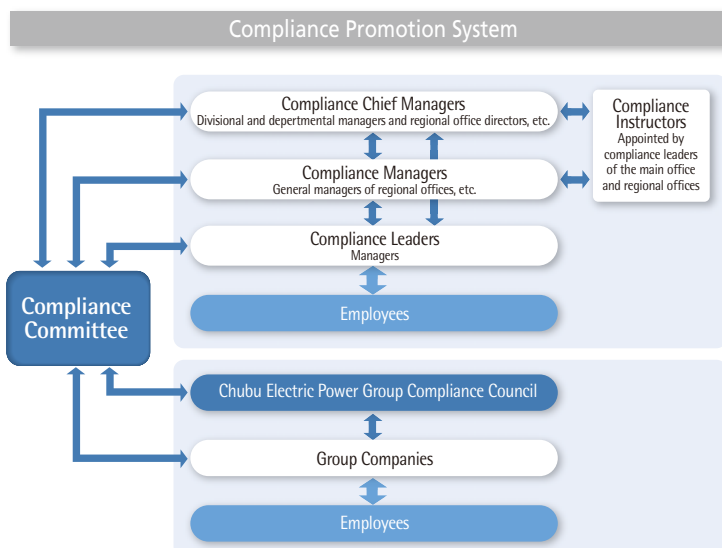 Compliance Promotion System
Compliance Chief Managers
Divisional and depertmental managers and regional office directors, etc.
Compliance
Instructors
Appointed by
compliance leaders
of the main office
and regional offices
Compliance Managers
General managers of regional offices, etc.
Compliance Leaders
Managers
Compliance
Committee
Employees
Chubu Electric Power Group Compliance Council
Group Companies
Employees